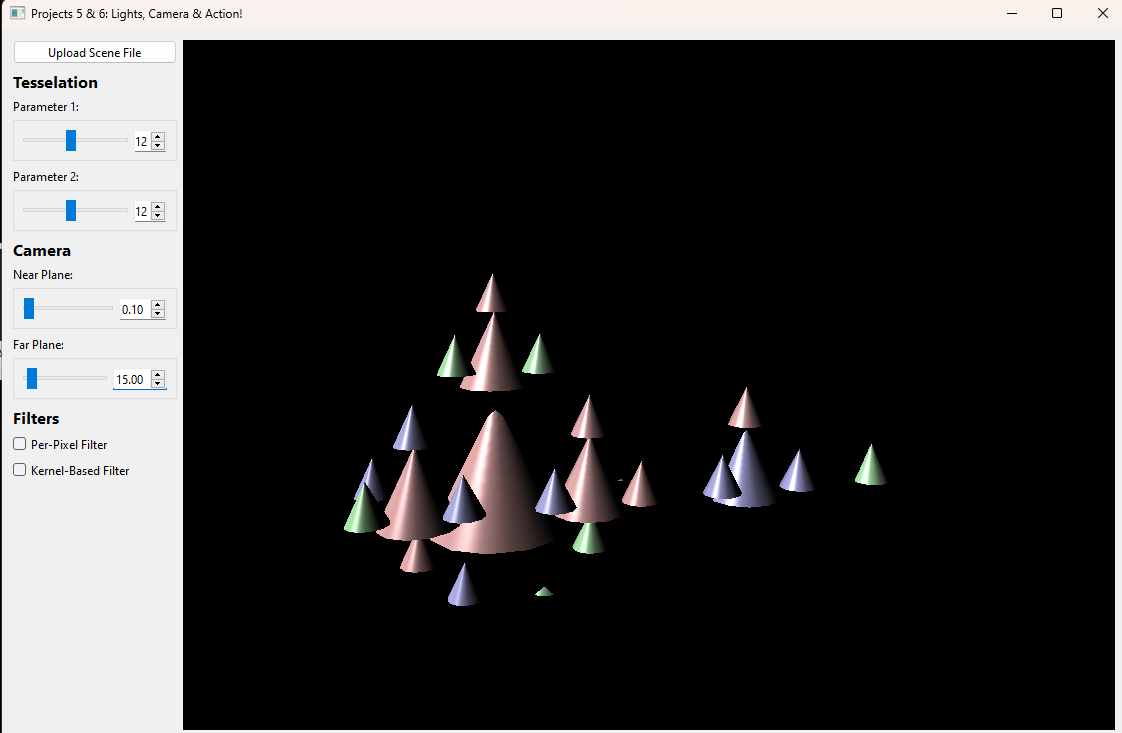 Projects 5 & 6: Lights, Camera & Action!
Upload Scene File
Tesselation
Parameter 1:
12
Parameter 2:
12
Camera
Near Plane:
0.10
Far Plane:
15.00
Filters
Per-Pixel Filter
Kernel-Based Filter